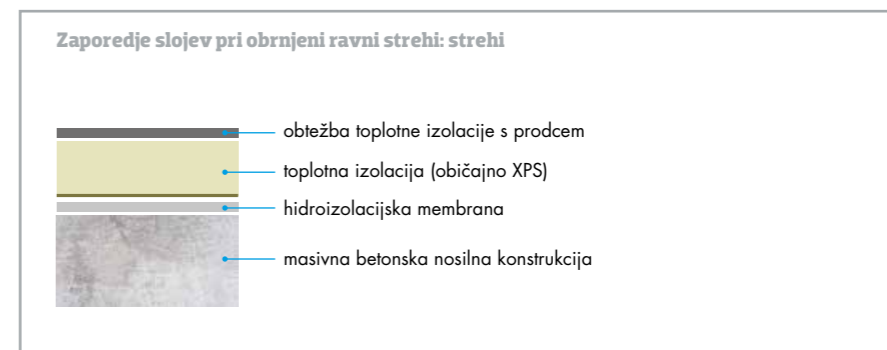 Zaporedje slojev pri obrnjeni ravni strehi: strehi
obtežba toplotne izolacije s prodcem
toplotna izolacija (običajno XPS)
hidroizolacijska membrana
masivna betonska nosilna konstrukcija